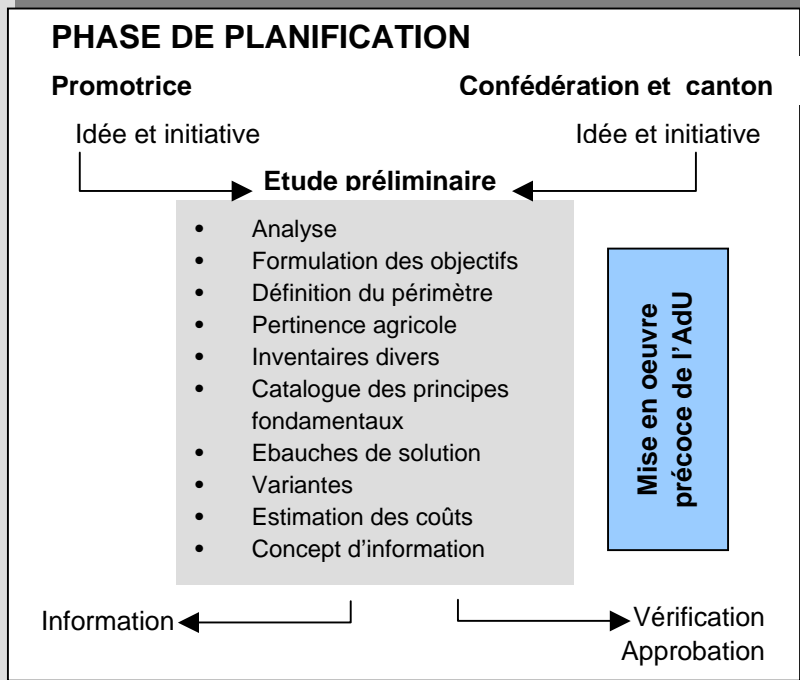 PHASE DE PLANIFICATION
Promotrice
Confédération et canton
Idée et initiative
Idée et initiative
Etude préliminaire
• Analyse
• Formulation des objectifs
• Définition du périmètre
• Pertinence agricole
• Inventaires divers
• Catalogue des principes
fondamentaux
• Ebauches de solution
• Variantes
• Estimation des coûts
• Concept d'information
Mise en oeuvre
précoce de l'AdU
Information
Vérification
Approbation